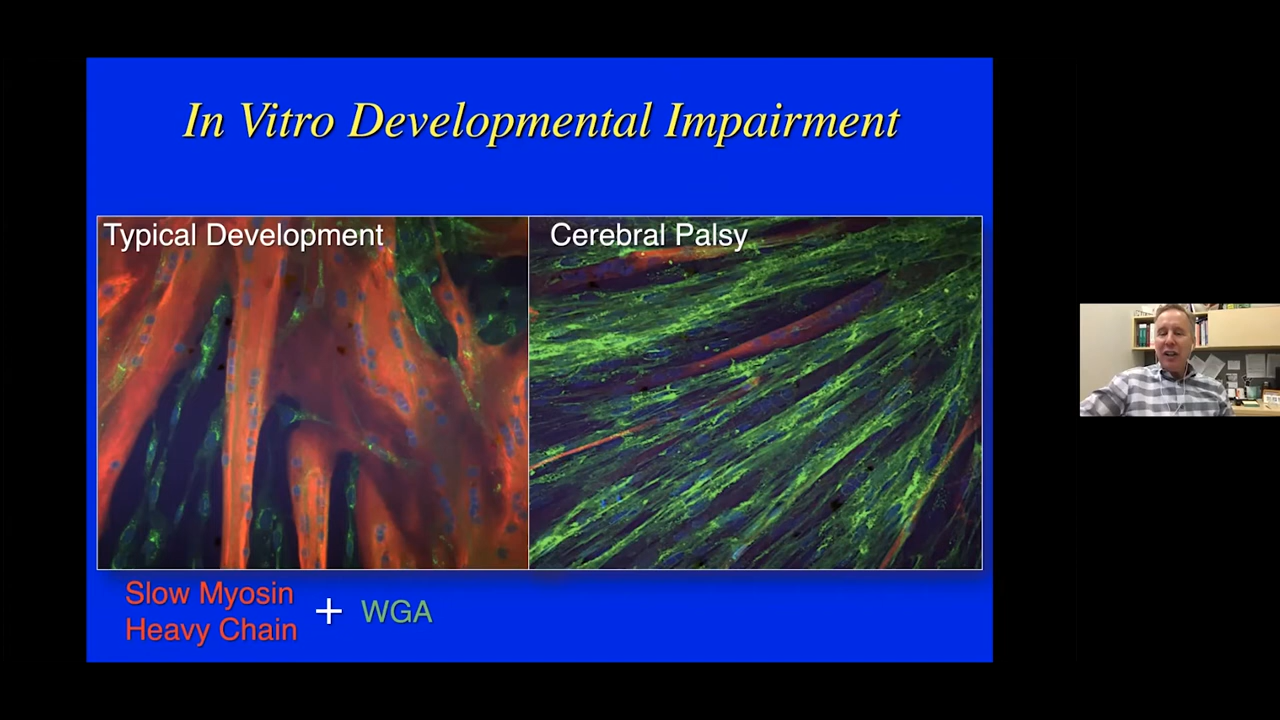 In Vitro Developmental Impairment
Typical Development
Cerebral Palsy
Slow Myosin
Heavy Chain
+
WGA